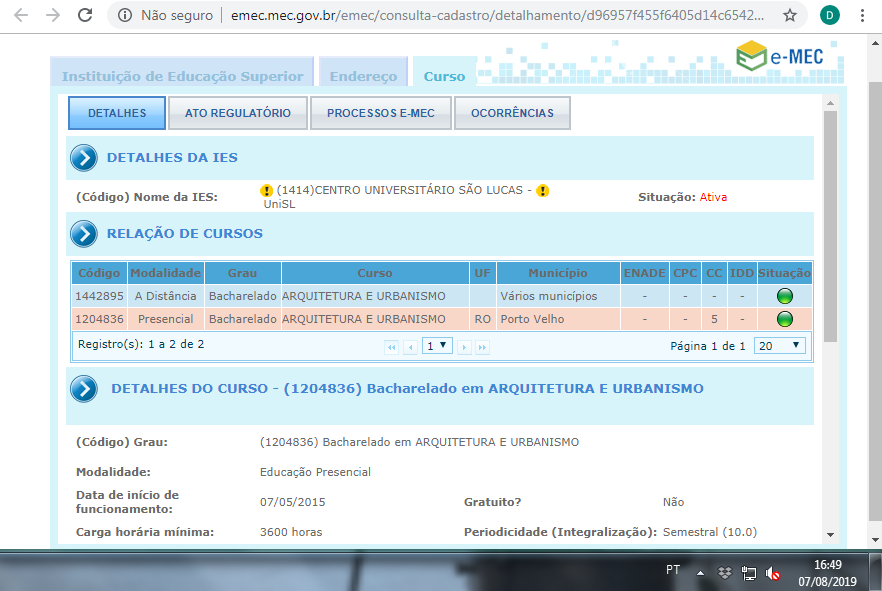 Não seguro | emec.mec.gov.br/emec/consulta-cadastro/detalhamento/d96957f455f6405d14c6542... D
Instituição de Educação Superior Endereço Curso e-MEC
DETALHES ATO REGULATÓRIO PROCESSOS E-MEC OCORRÊNCIAS
DETALHES DA IES
(Código) Nome da IES: (1414)CENTRO UNIVERSITÁRIO SÃO LUCAS - UniSL Situação: Ativa
RELAÇÃO DE CURSOS
Código Modalidade Grau Curso UF Município ENADE CPC CC IDD Situação
1442895 A Distância Bacharelado ARQUITETURA E URBANISMO Vários municípios - - - -
1204836 Presencial Bacharelado ARQUITETURA E URBANISMO RO Porto Velho - - 5 -
Registro(s): 1 a 2 de 2 1 Página 1 de 1 20
DETALHES DO CURSO - (1204836) Bacharelado em ARQUITETURA E URBANISMO
(Código) Grau: (1204836) Bacharelado em ARQUITETURA E URBANISMO
Modalidade: Educação Presencial
Data de início de funcionamento: 07/05/2015 Gratuito? Não
Carga horária mínima: 3600 horas Periodicidade (Integralização): Semestral (10.0)
PT 16:49
07/08/2019